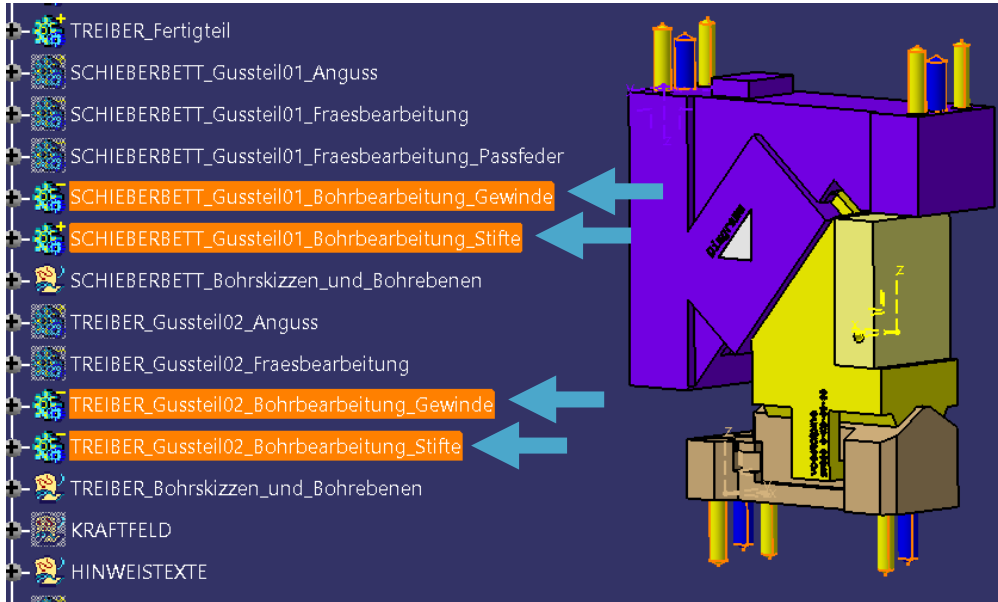 TREIBER_Fertigteil
SCHIEBERBETT_Gussteil01_Anguss
SCHIEBERBETT_Gussteil01_Fraesbearbeitung
SCHIEBERBETT_Gussteil01_Fraesbearbeitung_Passfeder
SCHIEBERBETT_Gussteil01_Bohrbearbeitung_Gewinde
SCHIEBERBETT_Gussteil01_Bohrbearbeitung_Stifte
SCHIEBERBETT_Bohrskizzen_und_Bohrebenen
TREIBER_Gussteil02_Anguss
TREIBER_Gussteil02_Fraesbearbeitung
TREIBER_Gussteil02_Bohrbearbeitung_Gewinde
TREIBER_Gussteil02_Bohrbearbeitung_Stifte
TREIBER_Bohrskizzen_und_Bohrebenen
KRAFTFELD
HINWEISTEXTE
z
z